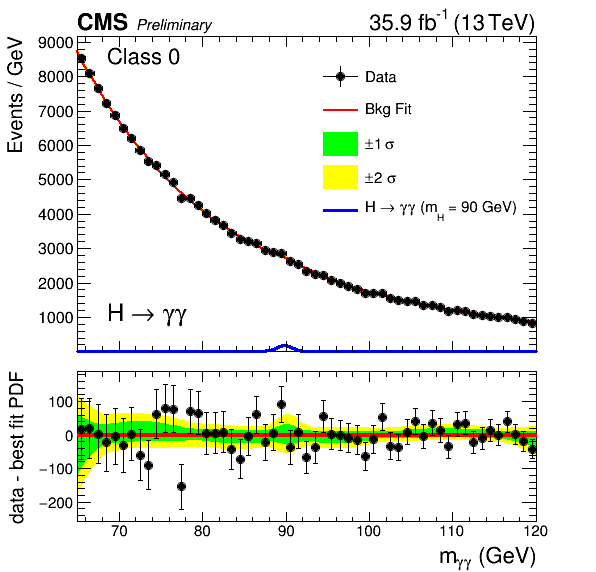 CMS Preliminary 35.9 fb⁻¹ (13 TeV)
Class 0
Events / GeV
9000
8000
7000
6000
5000
4000
3000
2000
1000
Data
Bkg Fit
±1 σ
±2 σ
H → γγ (m_H = 90 GeV)
H → γγ
data - best fit PDF
100
0
−100
−200
70 80 90 100 110 120
m_γγ (GeV)